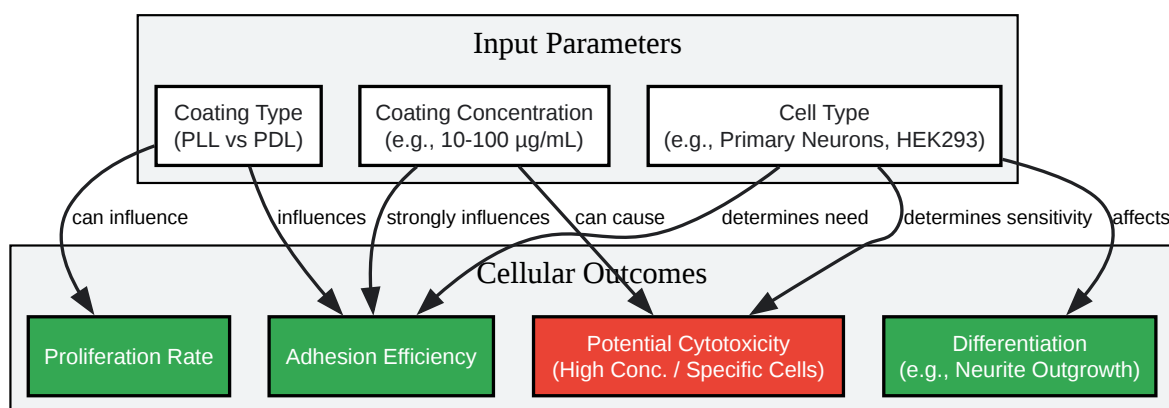 Input Parameters
Coating Type
(PLL vs PDL)
Coating Concentration
(e.g., 10-100 µg/mL)
Cell Type
(e.g., Primary Neurons, HEK293)
can influence
influences
strongly influences
can cause
determines need
determines sensitivity
affects
Cellular Outcomes
Proliferation Rate
Adhesion Efficiency
Potential Cytotoxicity
(High Conc. / Specific Cells)
Differentiation
(e.g., Neurite Outgrowth)